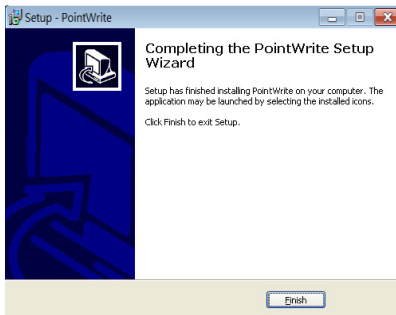 Setup - PointWrite
Completing the PointWrite Setup
Wizard
Setup has finished installing PointWrite on your computer. The
application may be launched by selecting the installed icons.
Click Finish to exit Setup.
Finish